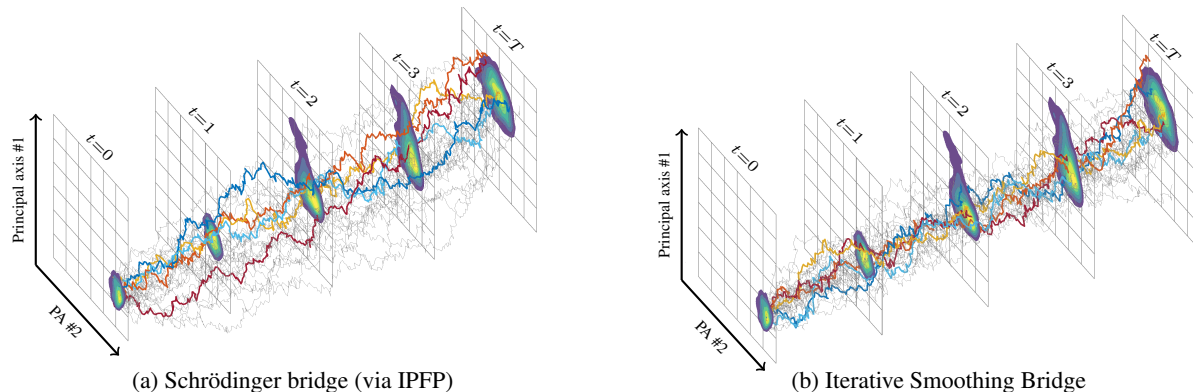 t=0
t=1
t=2
t=3
t=T
Principal axis #1
PA #2
(a) Schrödinger bridge (via IPFP)
t=0
t=1
t=2
t=3
t=T
Principal axis #1
PA #2
(b) Iterative Smoothing Bridge